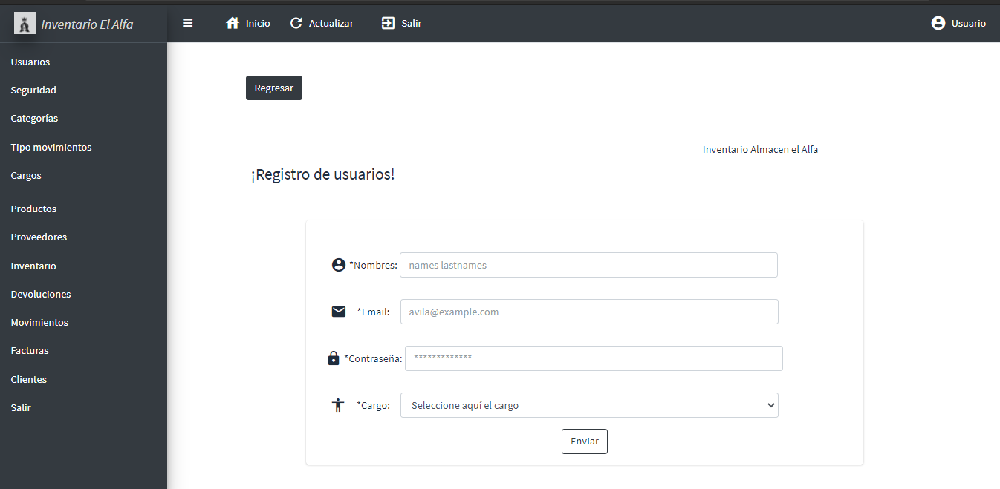 Inventario El Alfa
Inicio
Actualizar
Salir
Usuario
Usuarios
Seguridad
Categorías
Tipo movimientos
Cargos
Productos
Proveedores
Inventario
Devoluciones
Movimientos
Facturas
Clientes
Salir
Regresar
Inventario Almacen el Alfa
¡Registro de usuarios!
*Nombres: names lastnames
*Email: avila@example.com
*Contraseña: *************
*Cargo: Seleccione aquí el cargo
Enviar